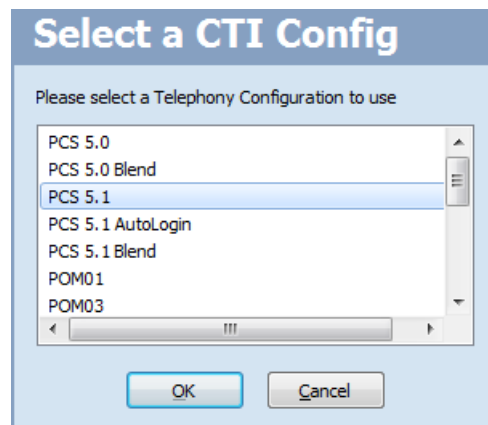 Select a CTI Config
Please select a Telephony Configuration to use
PCS 5.0
PCS 5.0 Blend
PCS 5.1
PCS 5.1 AutoLogin
PCS 5.1 Blend
POM01
POM03
OK
Cancel